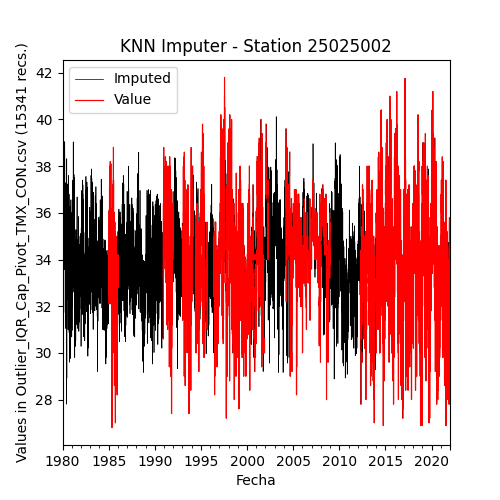 KNN Imputer - Station 25025002
Values in Outlier_IQR_Cap_Pivot_TMX_CON.csv (15341 recs.)
Imputed
Value
42
40
38
36
34
32
30
28
1980 1985 1990 1995 2000 2005 2010 2015 2020
Fecha